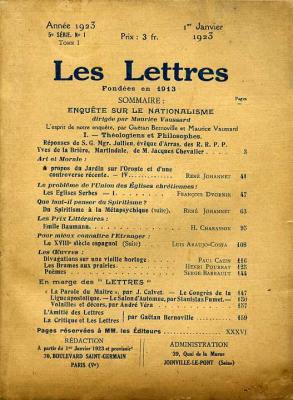 Année 1923
5e SÉRIE. No 1
TOME I
Prix : 3 fr.
1er Janvier
1923
Les Lettres
Fondées en 1913
SOMMAIRE :
Pages
ENQUÊTE SUR LE NATIONALISME
dirigée par Maurice Vaussard
L'esprit de notre enquête, par Gaëtan Bernoville et Maurice Vaussard
I. — Théologiens et Philosophes.
Réponses de S. G. Mgr. Jullien, évêque d'Arras, des R. R. P. P.
Yves de la Brière, Martindale, de M. Jacques Chevalier . . . 3
Art et Morale :
à propos du Jardin sur l'Oronte et d'une
controverse récente. — IV. . . . RENÉ JOHANNET 41
Le problème de l'Union des Églises chrétiennes :
Les Eglises Serbes — I. FRANÇOIS DVORNIK 47
Que faut-il penser du Spiritisme ?
Du Spiritisme à la Métapsychique (suite). RENÉ JOHANNET 63
Les Prix Littéraires :
Emile Baumann. H. CHARASSON 95
Pour mieux connaître l'Etranger :
Le XVIIIe siècle espagnol (Suite) LUIS ARAUJO-COSTA 108
Les Œuvres :
Divagations sur une vieille horloge PAUL CAZIN 116
Les Brumes aux prairies HENRI POURRAT 125
Poèmes SERGE BARRAULT 144
En marge des "LETTRES"
« La Parole du Maître », par J. Calvet. — Le Congrès de la 147
Ligue apostolique. — Le Salon d'Automne, par Stanislas Fumet. — 150
Volailles et décors, par André Véra 157
L'Amitié des Lettres
La Critique et Les Lettres
par Gaëtan Bernoville 159
Pages réservées à MM. les Éditeurs XXXVI
RÉDACTION
A partir du 1er Janvier 1923 et provisoirt
70, BOULEVARD SAINT-GERMAIN
PARIS (Ve)
ADMINISTRATION
39, Quai de la Marne
JOINVILLE-LE-PONT (Seine)